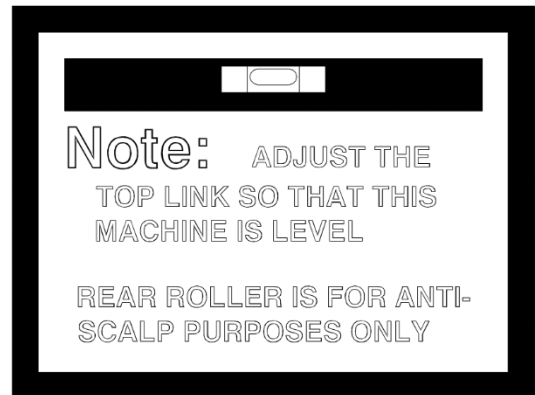 Note: ADJUST THE
TOP LINK SO THAT THIS
MACHINE IS LEVEL
REAR ROLLER IS FOR ANTI-
SCALP PURPOSES ONLY